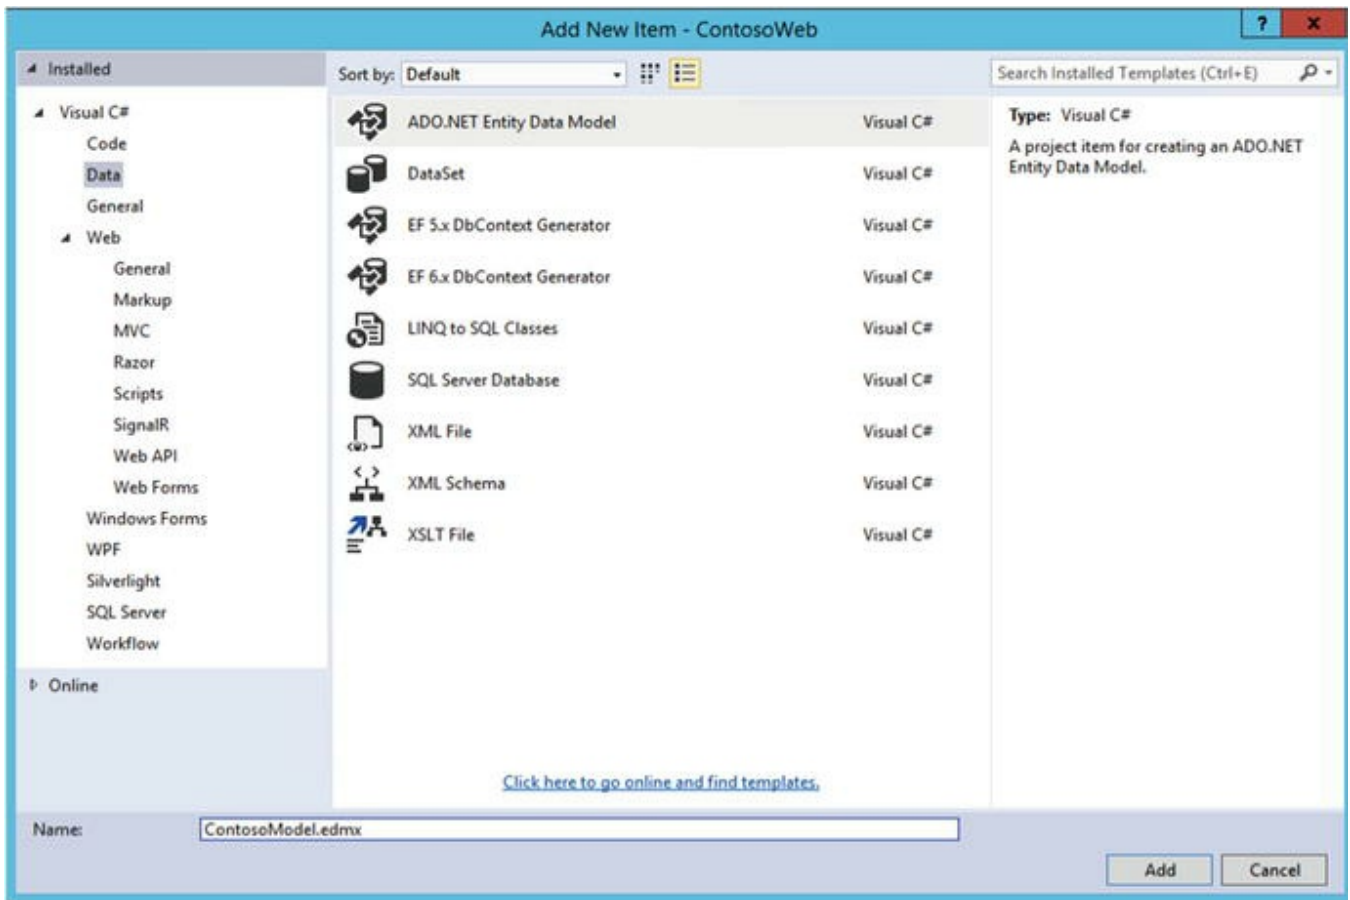 Add New Item - ContosoWeb
?
x
Installed
Sort by: Default
Search Installed Templates (Ctrl+E)
Visual C#
Code
Data
General
Web
General
Markup
MVC
Razor
Scripts
SignalR
Web API
Web Forms
Windows Forms
WPF
Silverlight
SQL Server
Workflow
Online
ADO.NET Entity Data Model Visual C#
DataSet Visual C#
EF 5.x DbContext Generator Visual C#
EF 6.x DbContext Generator Visual C#
LINQ to SQL Classes Visual C#
SQL Server Database Visual C#
XML File Visual C#
XML Schema Visual C#
XSLT File Visual C#
Click here to go online and find templates.
Type: Visual C#
A project item for creating an ADO.NET
Entity Data Model.
Name: ContosoModel.edmx
Add Cancel